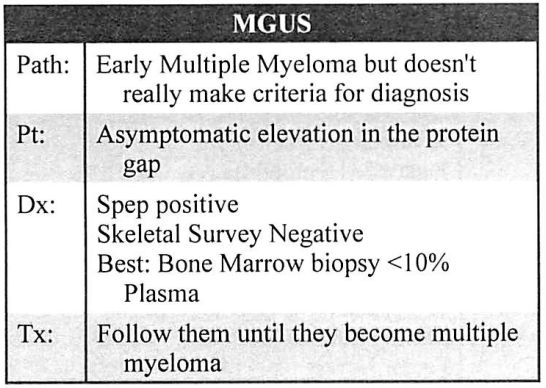 MGUS
Path: Early Multiple Myeloma but doesn't
really make criteria for diagnosis
Pt: Asymptomatic elevation in the protein
gap
Dx: Spep positive
Skeletal Survey Negative
Best: Bone Marrow biopsy <10%
Plasma
Tx: Follow them until they become multiple
myeloma